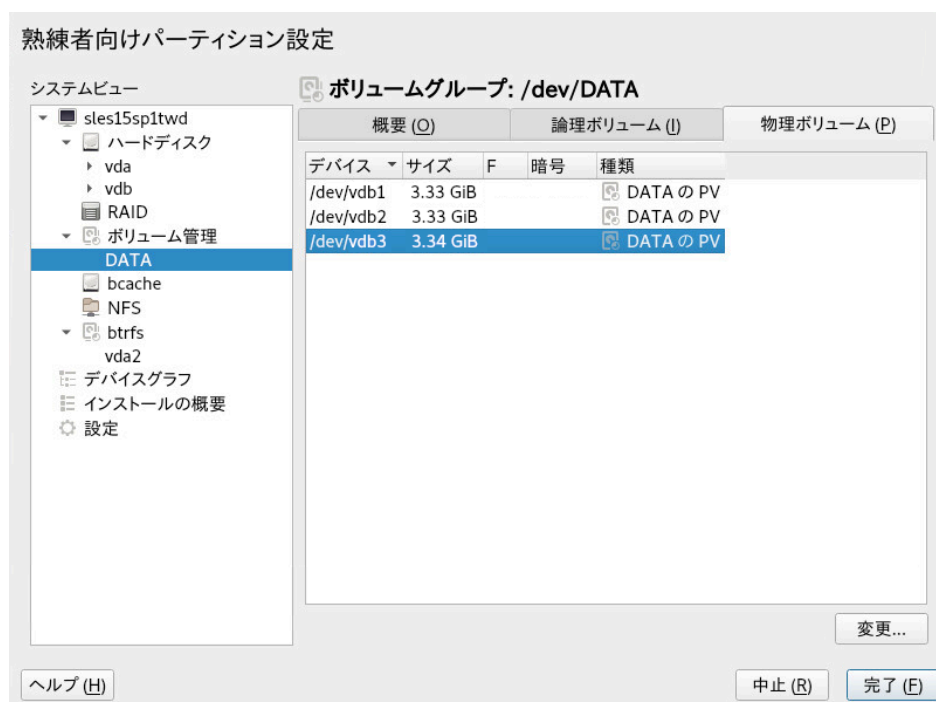 熟練者向けパーティション設定
システムビュー
sles15sp1twd
ハードディスク
vda
vdb
RAID
ボリューム管理
DATA
bcache
NFS
btrfs
vda2
デバイスグラフ
インストールの概要
設定
ボリュームグループ: /dev/DATA
概要 (O) 論理ボリューム (l) 物理ボリューム (P)
デバイス サイズ F 暗号 種類
/dev/vdb1 3.33 GiB DATA の PV
/dev/vdb2 3.33 GiB DATA の PV
/dev/vdb3 3.34 GiB DATA の PV
変更...
ヘルプ (H) 中止 (R) 完了 (F)